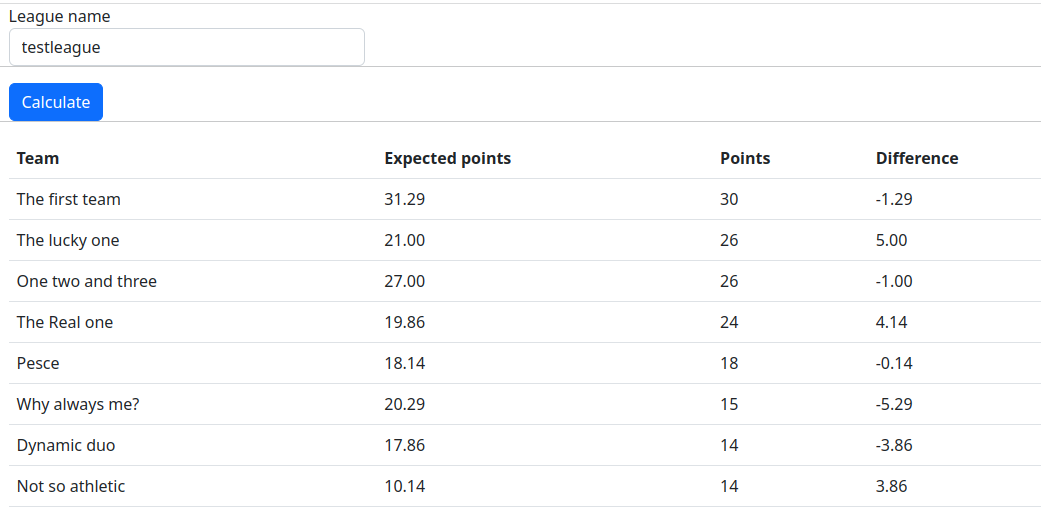 League name
testleague
Calculate
Team Expected points Points Difference
The first team 31.29 30 -1.29
The lucky one 21.00 26 5.00
One two and three 27.00 26 -1.00
The Real one 19.86 24 4.14
Pesce 18.14 18 -0.14
Why always me? 20.29 15 -5.29
Dynamic duo 17.86 14 -3.86
Not so athletic 10.14 14 3.86